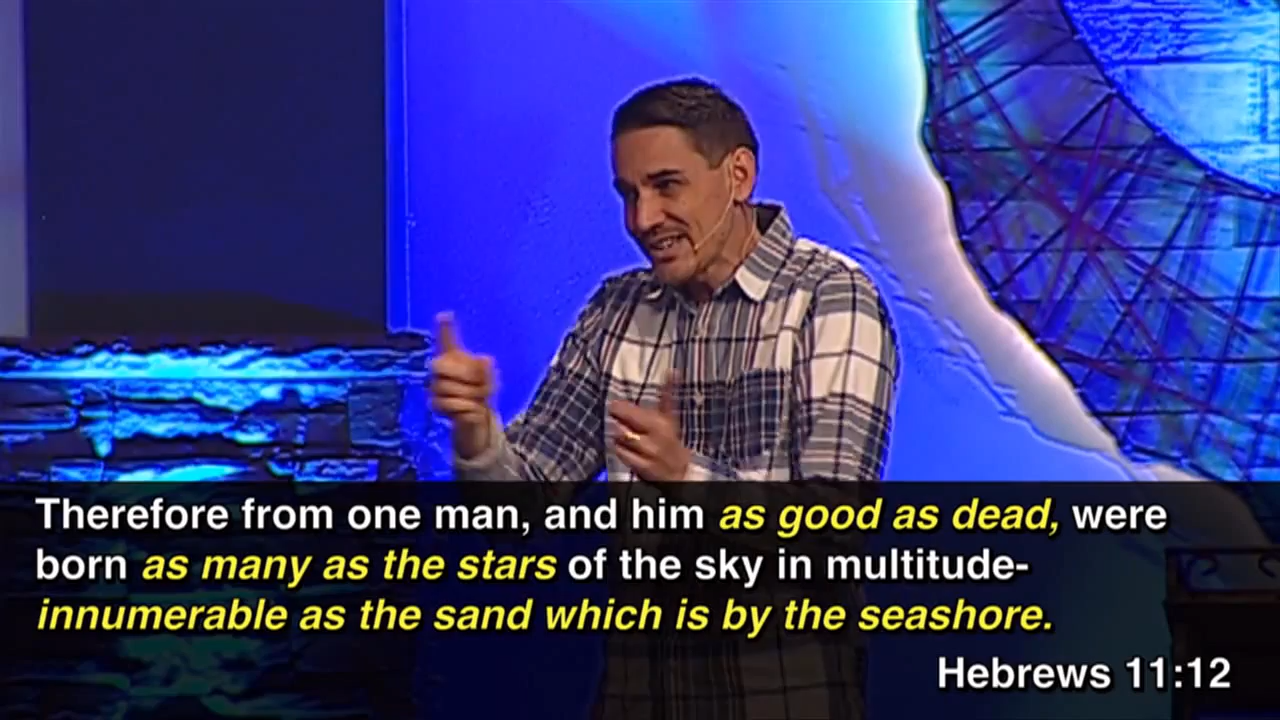 Therefore from one man, and him as good as dead, were
born as many as the stars of the sky in multitude-
innumerable as the sand which is by the seashore.
Hebrews 11:12